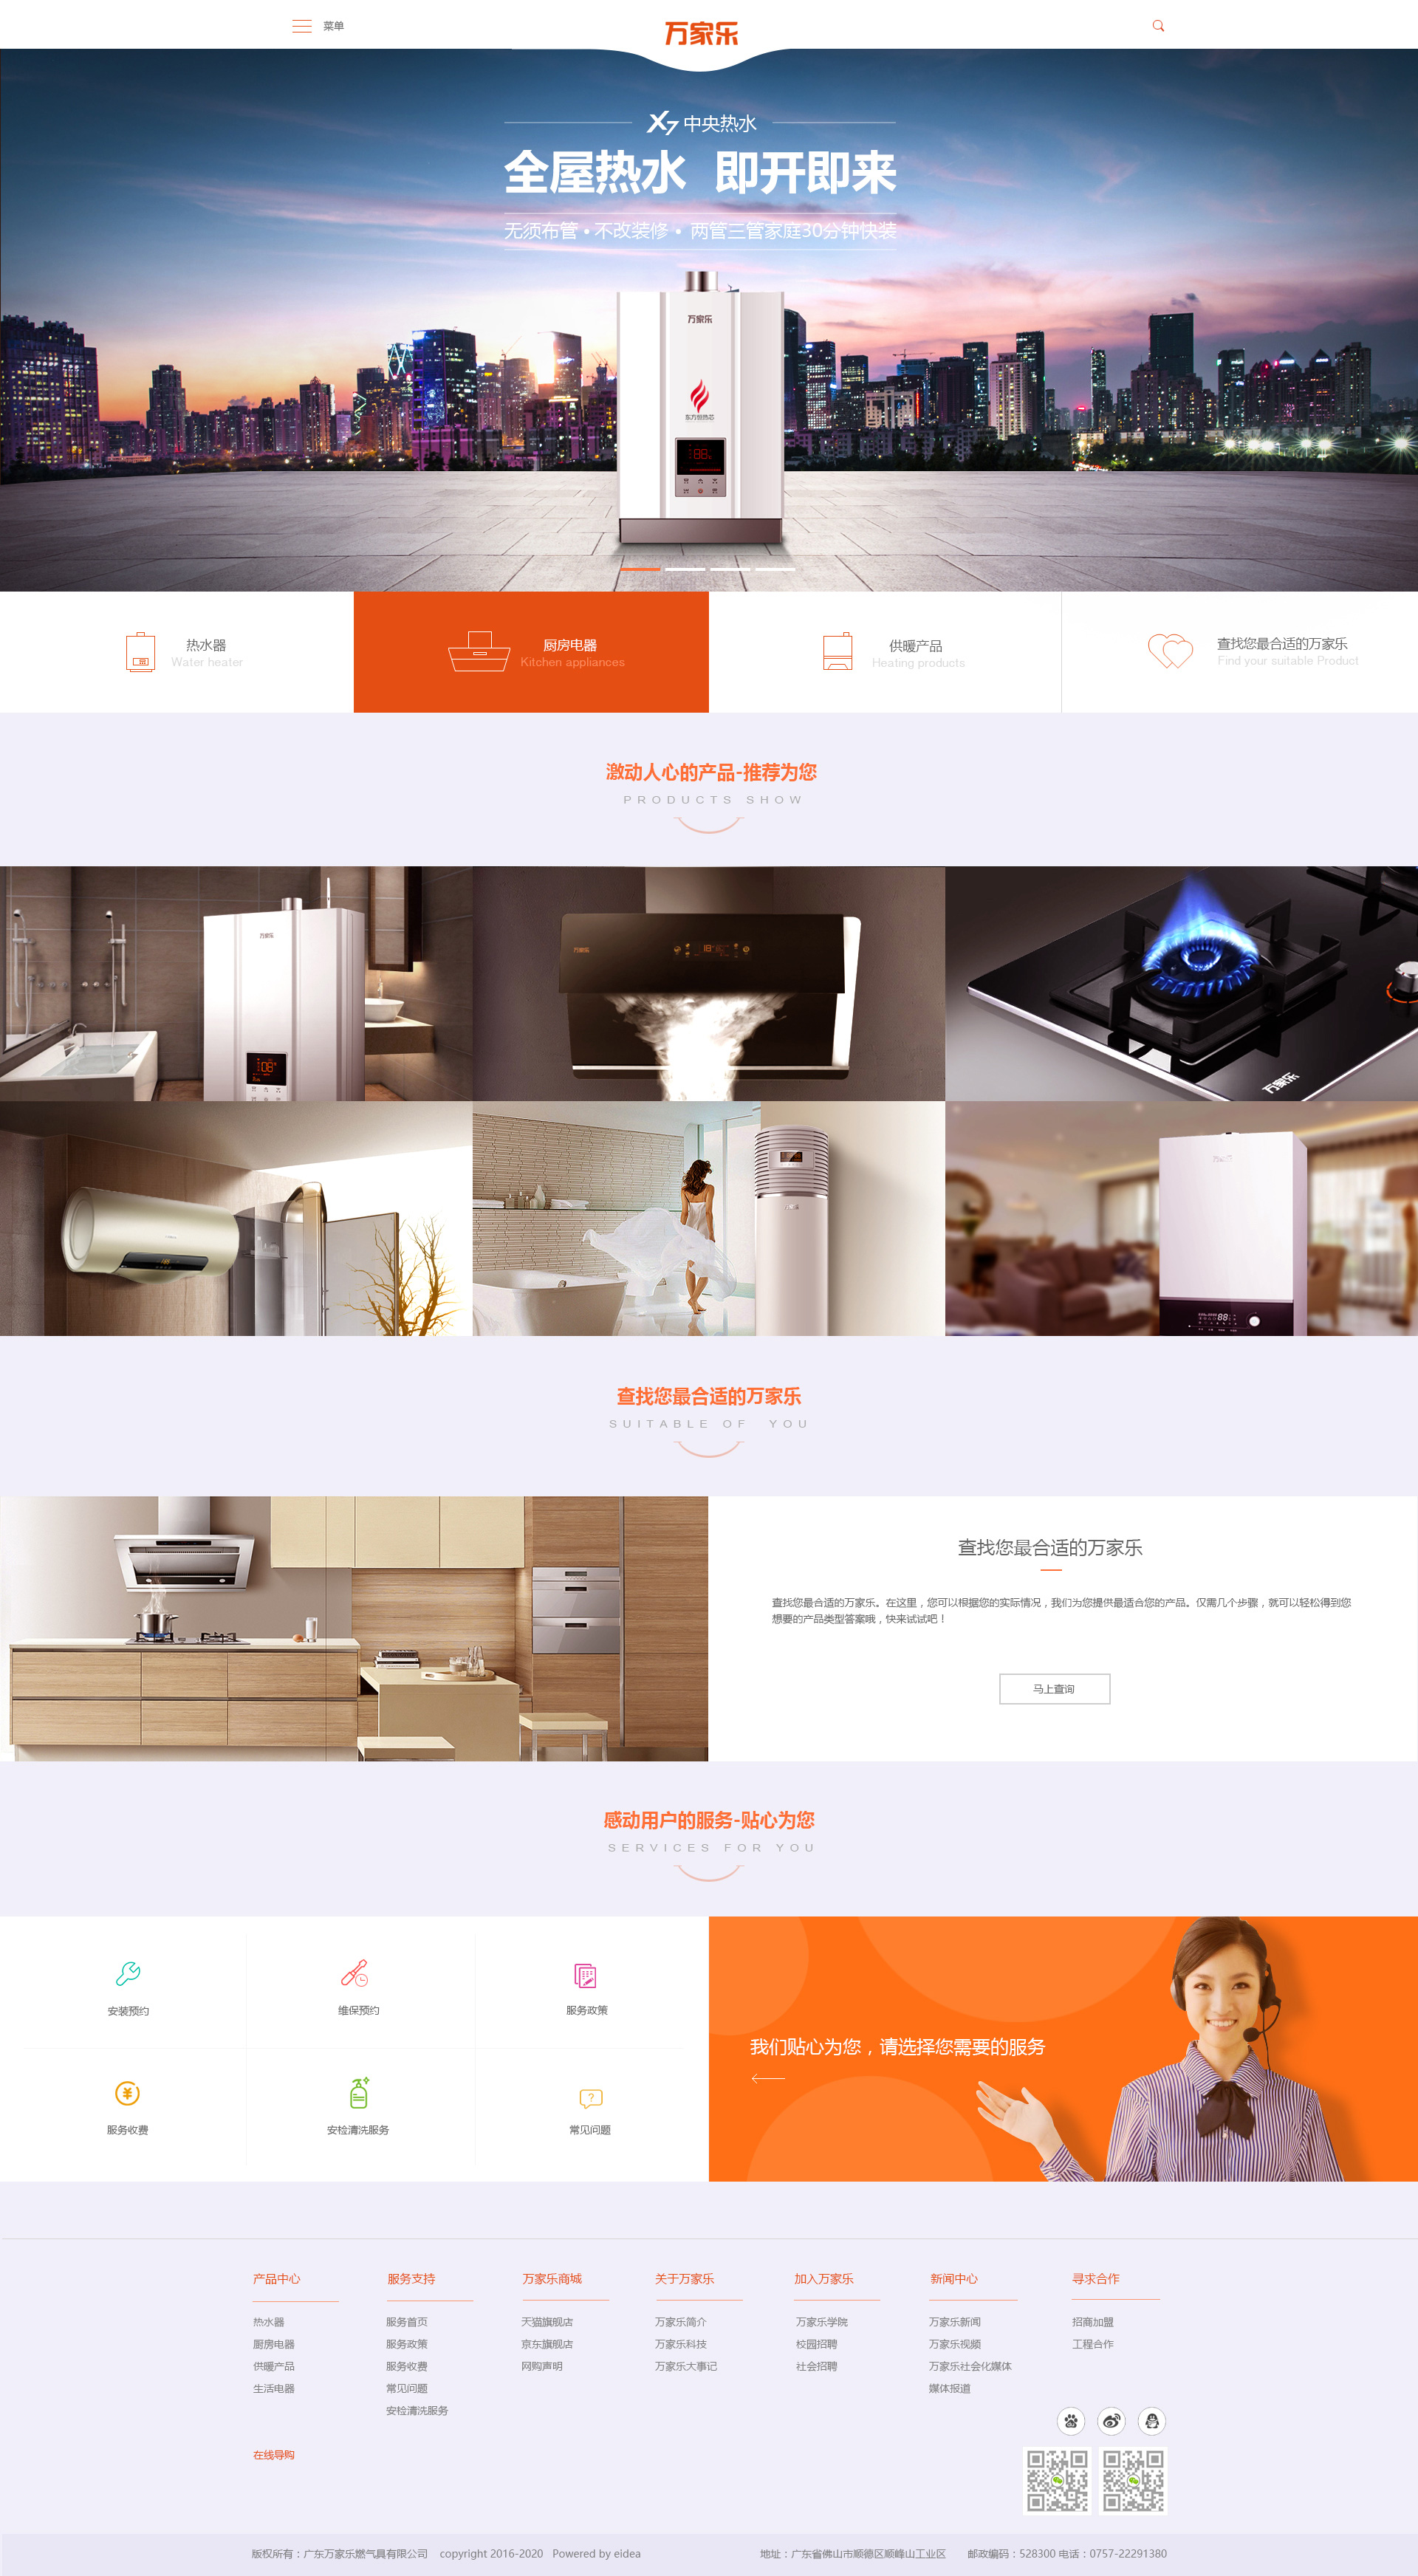 菜单
万家乐
X7 中央热水
全屋热水 即开即来
无须布管•不改装修• 两管三管家庭30分钟快装
万家乐
东方恒热芯
热水器
Water heater
厨房电器
Kitchen appliances
供暖产品
Heating products
查找您最合适的万家乐
Find your suitable Product
激动人心的产品-推荐为您
PRODUCTS SHOW
万家乐
万家乐
万家乐
查找您最合适的万家乐
SUITABLE OF YOU
查找您最合适的万家乐
查找您最合适的万家乐。在这里，您可以根据您的实际情况，我们为您提供最适合您的产品。仅需几个步骤，就可以轻松得到您
想要的产品类型答案哦，快来试试吧！
马上查询
感动用户的服务-贴心为您
SERVICES FOR YOU
安装预约
维保预约
服务政策
服务收费
安检清洗服务
常见问题
我们贴心为您，请选择您需要的服务
产品中心
热水器
厨房电器
供暖产品
生活电器
在线导购
服务支持
服务首页
服务政策
服务收费
常见问题
安检清洗服务
万家乐商城
天猫旗舰店
京东旗舰店
网购声明
关于万家乐
万家乐简介
万家乐科技
万家乐大事记
加入万家乐
万家乐学院
校园招聘
社会招聘
新闻中心
万家乐新闻
万家乐视频
万家乐社会化媒体
媒体报道
寻求合作
招商加盟
工程合作
版权所有：广东万家乐燃气具有限公司 copyright 2016-2020 Powered by eidea
地址：广东省佛山市顺德区顺峰山工业区 邮政编码：528300 电话：0757-22291380